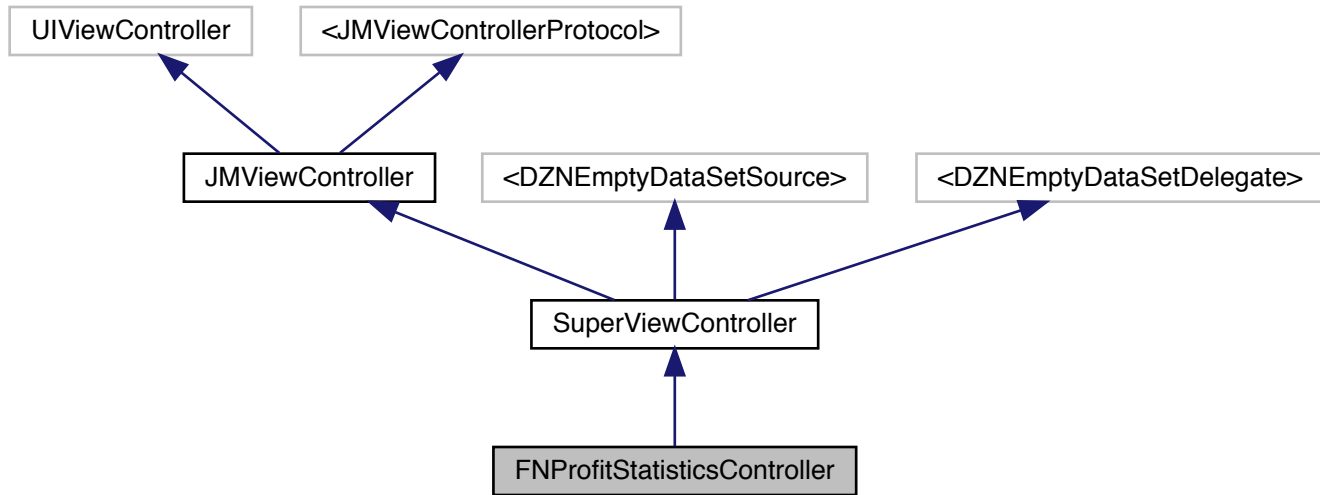 UIViewController
<JMViewControllerProtocol>
JMViewController
<DZNEmptyDataSetSource>
<DZNEmptyDataSetDelegate>
SuperViewController
FNProfitStatisticsController